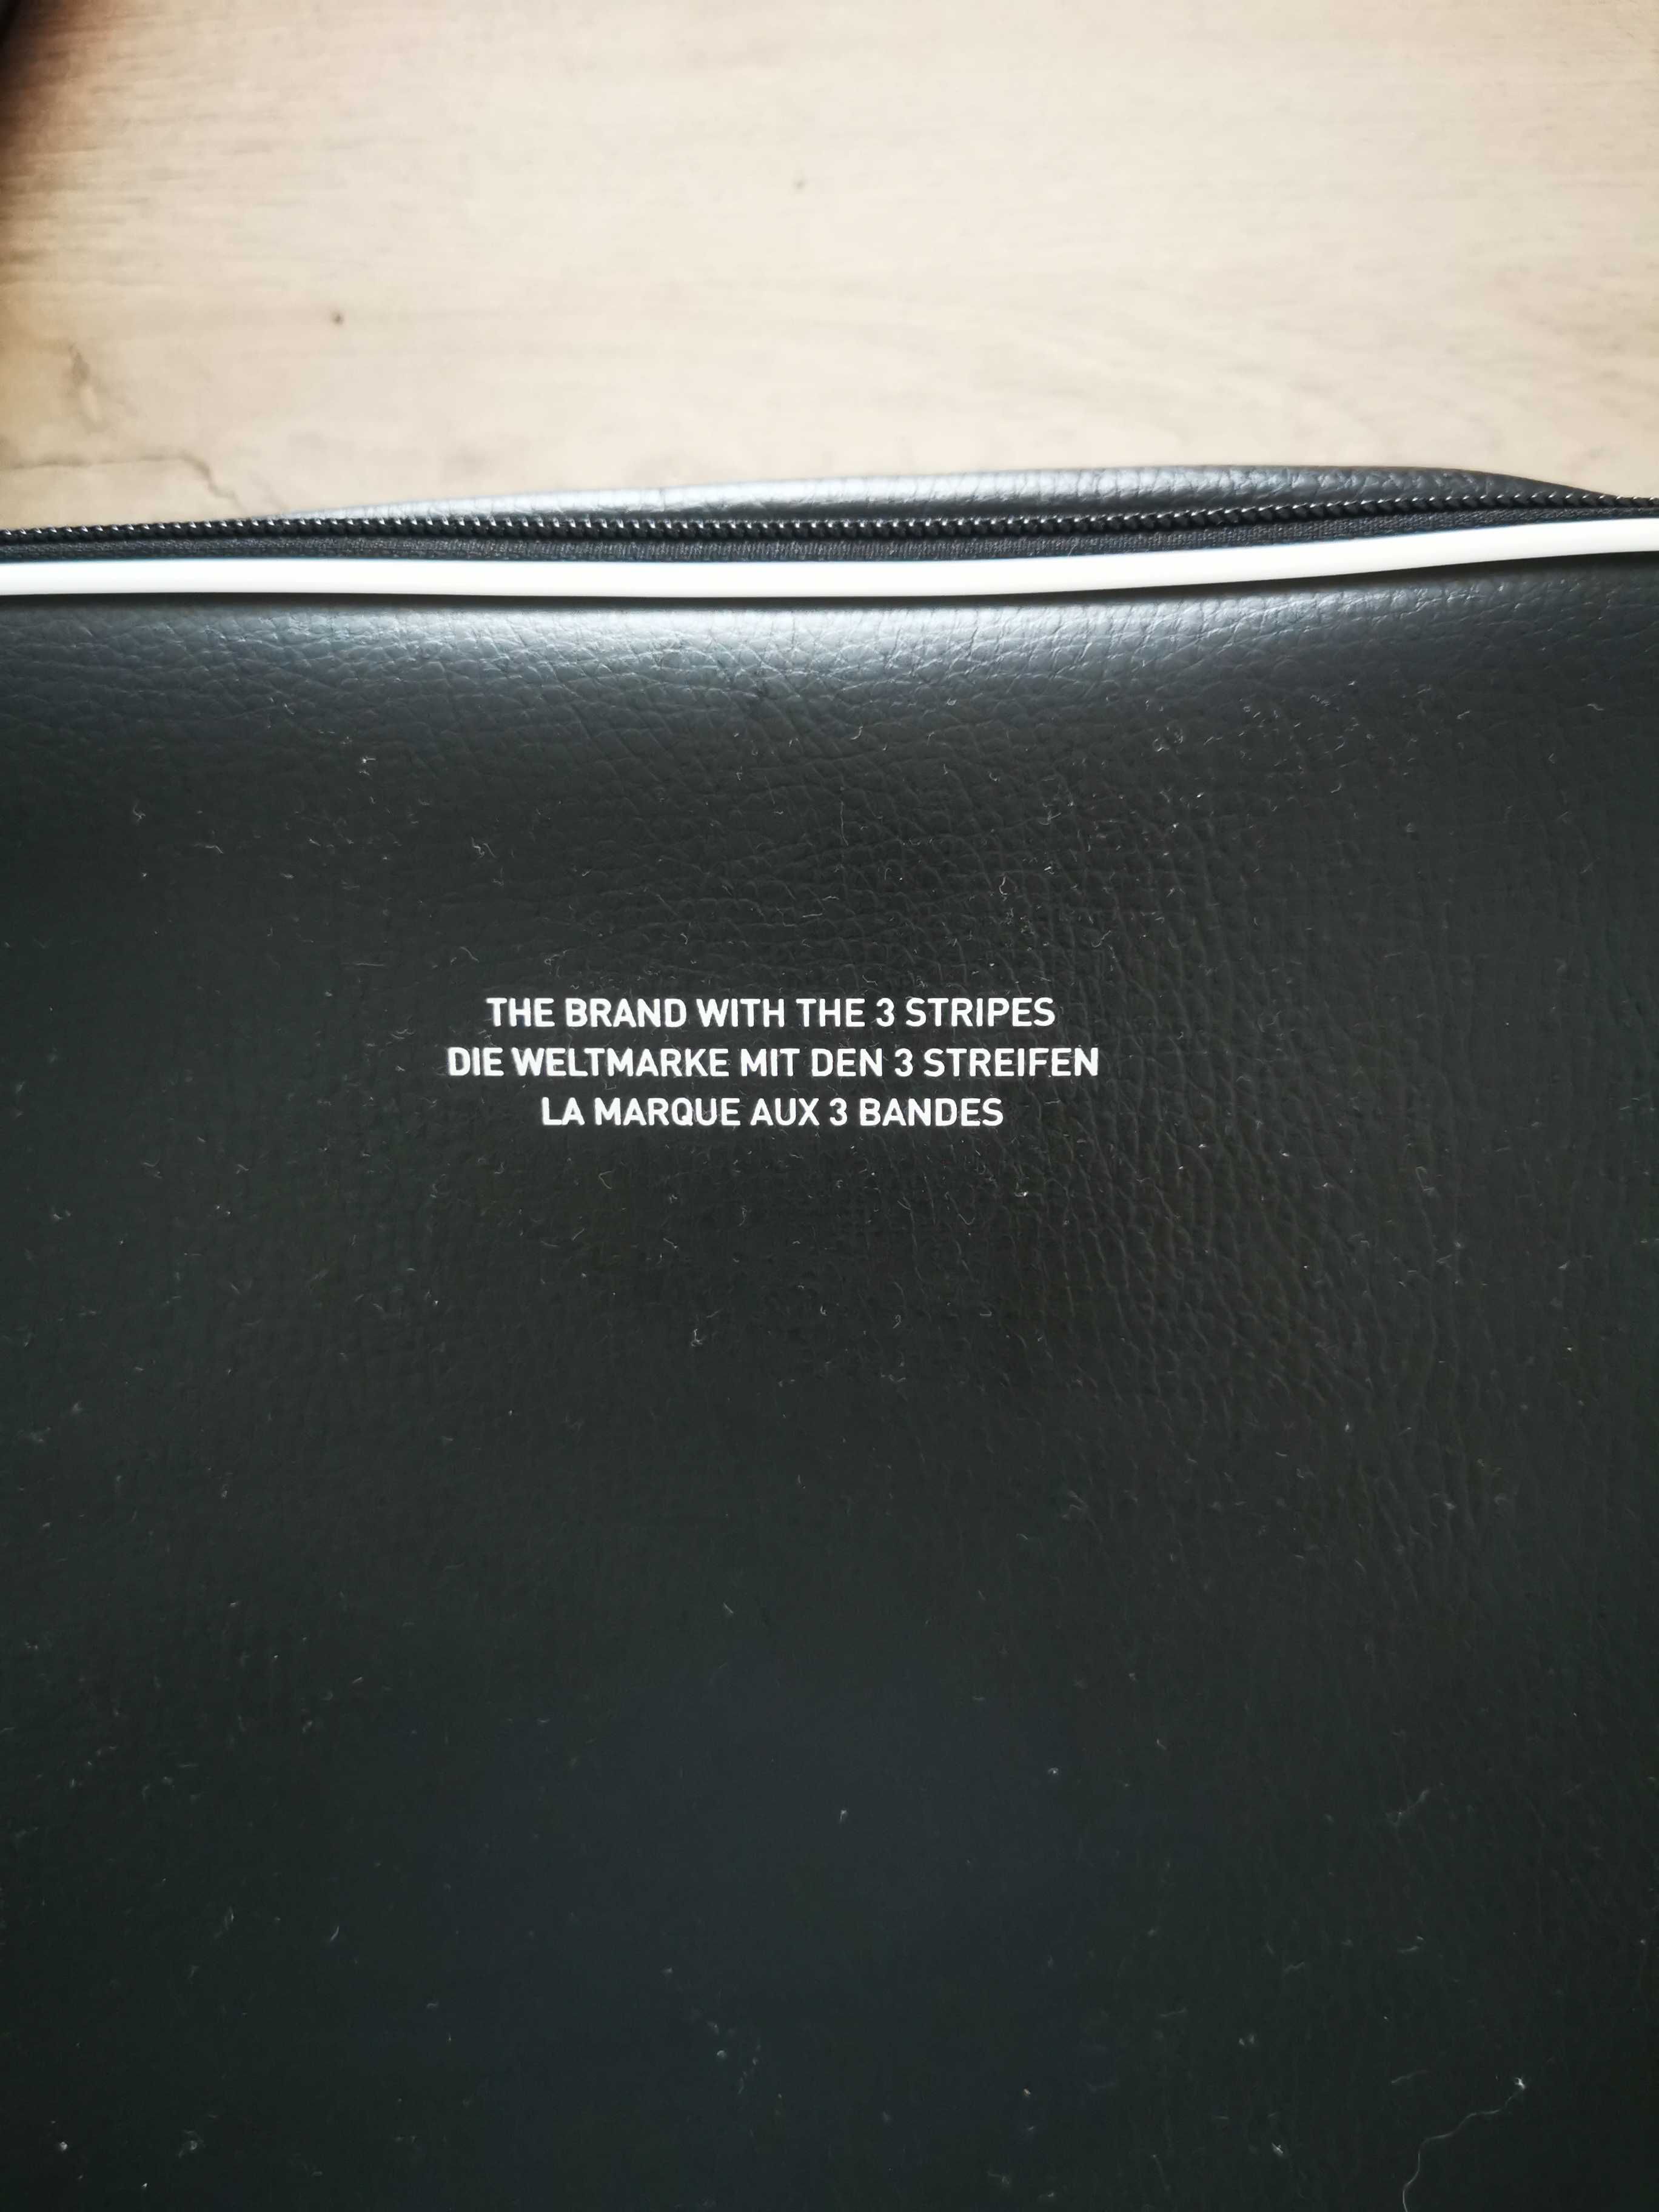 THE BRAND WITH THE 3 STRIPES
DIE WELTMARKE MIT DEN 3 STREIFEN
LA MARQUE AUX 3 BANDES